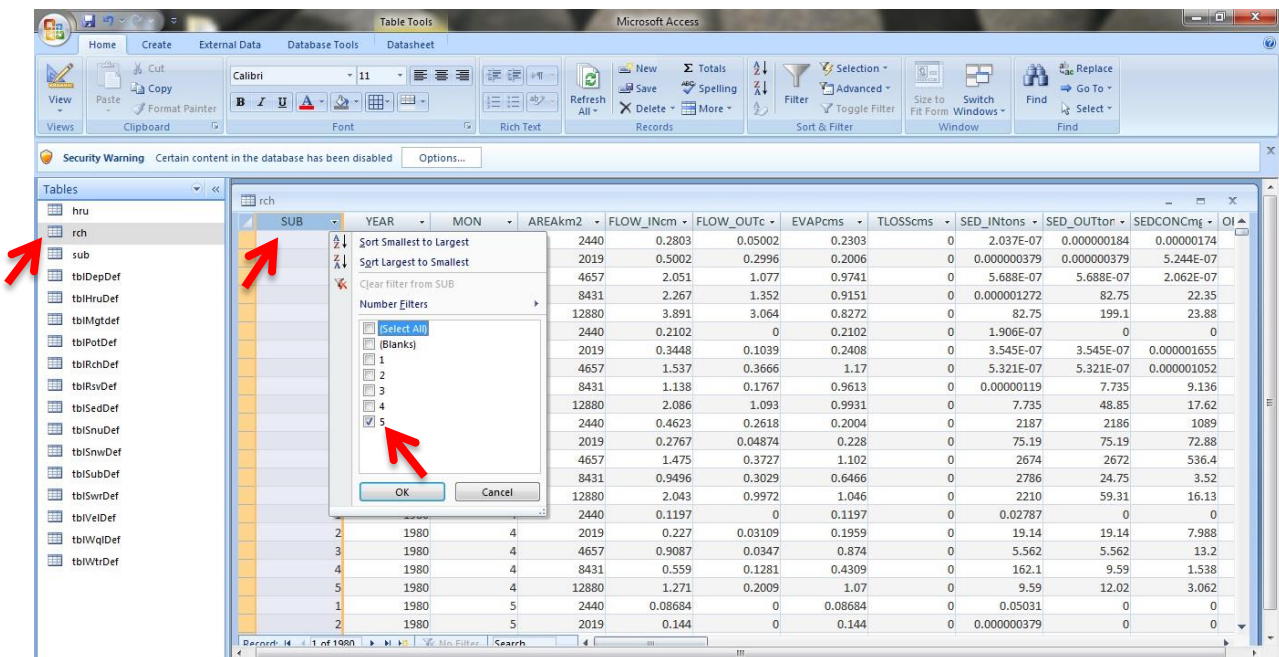 Table Tools Microsoft Access
Home Create External Data Database Tools Datasheet
View Paste Cut Copy Format Painter
Calibri 11
B I U A
Refresh All New Save Delete Σ Totals Spelling More
Filter Selection Advanced Toggle Filter
Size to Fit Form Switch Windows
Find Replace Go To Select
Views Clipboard Font Rich Text Records Sort & Filter Window Find
Security Warning Certain content in the database has been disabled Options...
Tables
hru
rch
sub
tblDepDef
tblHruDef
tblMgtdef
tblPotDef
tblRchDef
tblRsvDef
tblSedDef
tblSnuDef
tblSnwDef
tblSubDef
tblSwrDef
tblVelDef
tblWqlDef
tblWtrDef
rch
SUB YEAR MON AREAkm2 FLOW_INcm FLOW_OUTc EVAPcms TLOSScms SED_INtons SED_OUTton SEDCONCmg
Sort Smallest to Largest
Sort Largest to Smallest
Clear filter from SUB
Number Filters
(Select All)
(Blanks)
1
2
3
4
5
OK Cancel
2440 0.2803 0.05002 0.2303 0 2.037E-07 0.000000184 0.00000174
2019 0.5002 0.2996 0.2006 0 0.000000379 0.000000379 5.244E-07
4657 2.051 1.077 0.9741 0 5.688E-07 5.688E-07 2.062E-07
8431 2.267 1.352 0.9151 0 0.000001272 82.75 22.35
12880 3.891 3.064 0.8272 0 82.75 199.1 23.88
2440 0.2102 0 0.2102 0 1.906E-07 0 0
2019 0.3448 0.1039 0.2408 0 3.545E-07 3.545E-07 0.000001655
4657 1.537 0.3666 1.17 0 5.321E-07 5.321E-07 0.000001052
8431 1.138 0.1767 0.9613 0 0.00000119 7.735 9.136
12880 2.086 1.093 0.9931 0 7.735 48.85 17.62
2440 0.4623 0.2618 0.2004 0 2187 2186 1089
2019 0.2767 0.04874 0.228 0 75.19 75.19 72.88
4657 1.475 0.3727 1.102 0 2674 2672 536.4
8431 0.9496 0.3029 0.6466 0 2786 24.75 3.52
12880 2.043 0.9972 1.046 0 2210 59.31 16.13
2440 0.1197 0 0.1197 0 0.02787 0 0
2 1980 4 2019 0.227 0.03109 0.1959 0 19.14 19.14 7.988
3 1980 4 4657 0.9087 0.0347 0.874 0 5.562 5.562 13.2
4 1980 4 8431 0.559 0.1281 0.4309 0 162.1 9.59 1.538
5 1980 4 12880 1.271 0.2009 1.07 0 9.59 12.02 3.062
1 1980 5 2440 0.08684 0 0.08684 0 0.05031 0 0
2 1980 5 2019 0.144 0 0.144 0 0.000000379 0 0
Record: 1 of 1980 No Filter Search